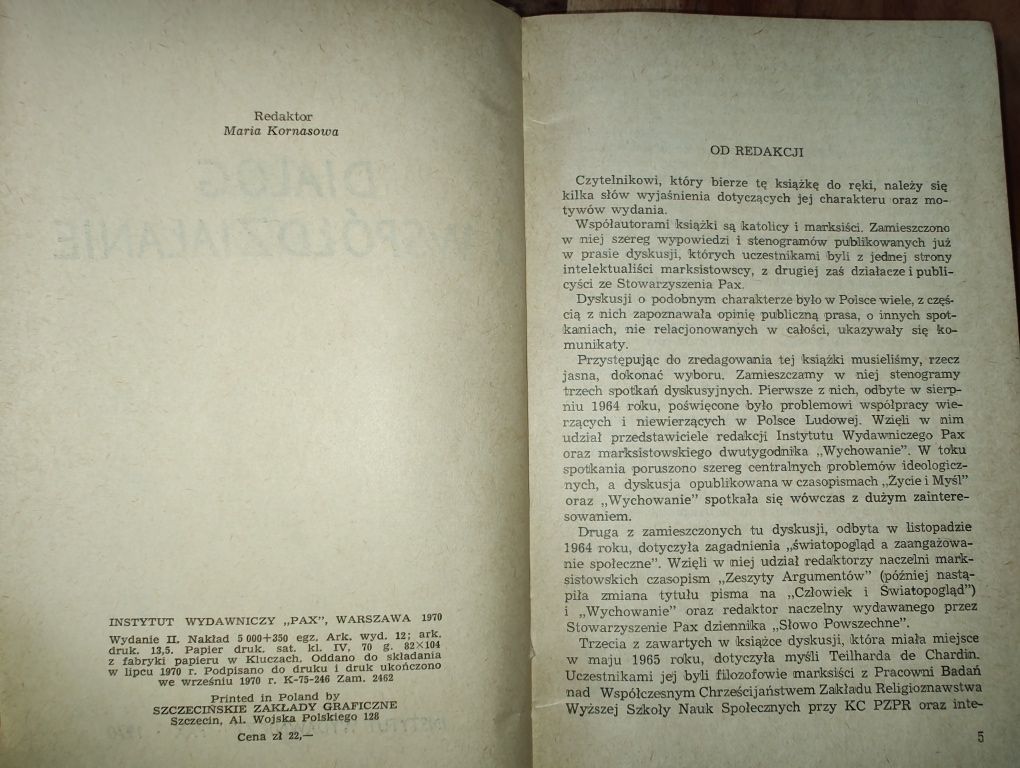 Redaktor
Maria Kornasowa
INSTYTUT WYDAWNICZY „PAX”, WARSZAWA 1970
Wydanie II. Nakład 5 000+350 egz. Ark. wyd. 12; ark.
druk. 13,5. Papier druk. sat. kl. IV, 70 g. 82×104
z fabryki papieru w Kluczach. Oddano do składania
w lipcu 1970 r. Podpisano do druku i druk ukończono
we wrześniu 1970 r. K-75-246 Zam. 2462
Printed in Poland by
SZCZECIŃSKIE ZAKŁADY GRAFICZNE
Szczecin, Al. Wojska Polskiego 128
Cena zł 22,—
OD REDAKCJI
Czytelnikowi, który bierze tę książkę do ręki, należy się
kilka słów wyjaśnienia dotyczących jej charakteru oraz mo-
tywów wydania.
Współautorami książki są katolicy i marksiści. Zamieszczono
w niej szereg wypowiedzi i stenogramów publikowanych już
w prasie dyskusji, których uczestnikami byli z jednej strony
intelektualiści marksistowscy, z drugiej zaś działacze i publi-
cyści ze Stowarzyszenia Pax.
Dyskusji o podobnym charakterze było w Polsce wiele, z częś-
cią z nich zapoznawała opinię publiczną prasa, o innych spot-
kaniach, nie relacjonowanych w całości, ukazywały się ko-
munikaty.
Przystępując do zredagowania tej książki musieliśmy, rzecz
jasna, dokonać wyboru. Zamieszczamy w niej stenogramy
trzech spotkań dyskusyjnych. Pierwsze z nich, odbyte w sierp-
niu 1964 roku, poświęcone było problemowi współpracy wie-
rzących i niewierzących w Polsce Ludowej. Wzięli w nim
udział przedstawiciele redakcji Instytutu Wydawniczego Pax
oraz marksistowskiego dwutygodnika „Wychowanie”. W toku
spotkania poruszono szereg centralnych problemów ideologicz-
nych, a dyskusja opublikowana w czasopismach „Zycie i Myśl”
oraz „Wychowanie” spotkała się wówczas z dużym zaintere-
sowaniem.
Druga z zamieszczonych tu dyskusji, odbyta w listopadzie
1964 roku, dotyczyła zagadnienia „światopogląd a zaangażowa-
nie społeczne”. Wzięli w niej udział redaktorzy naczelni mark-
sistowskich czasopism „Zeszyty Argumentów” (później nastą-
piła zmiana tytułu pisma na „Człowiek i Swiatopogląd”)
i „Wychowanie” oraz redaktor naczelny wydawanego przez
Stowarzyszenie Pax dziennika „Słowo Powszechne”.
Trzecia z zawartych w książce dyskusji, która miała miejsce
w maju 1965 roku, dotyczyła myśli Teilharda de Chardin.
Uczestnikami jej byli filozofowie marksiści z Pracowni Badań
nad Współczesnym Chrześcijaństwem Zakładu Religioznawstwa
Wyższej Szkoły Nauk Społecznych przy KC PZPR oraz inte-
5